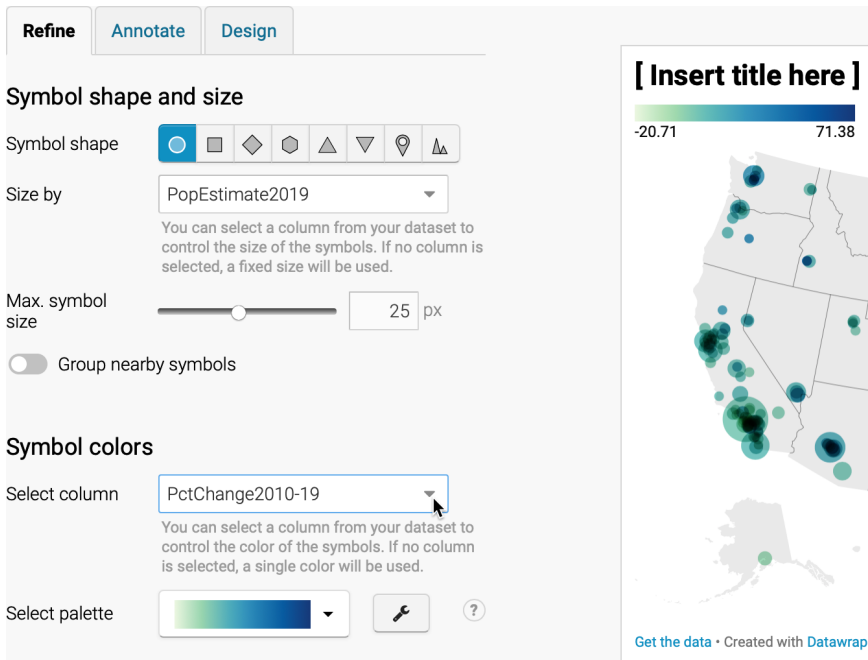 Refine
Annotate
Design
Symbol shape and size
Symbol shape
Size by
PopEstimate2019
You can select a column from your dataset to
control the size of the symbols. If no column is
selected, a fixed size will be used.
Max. symbol
size
25
px
Group nearby symbols
Symbol colors
Select column
PctChange2010-19
You can select a column from your dataset to
control the color of the symbols. If no column
is selected, a single color will be used.
Select palette
?
[ Insert title here ]
-20.71
71.38
Get the data • Created with Datawrap